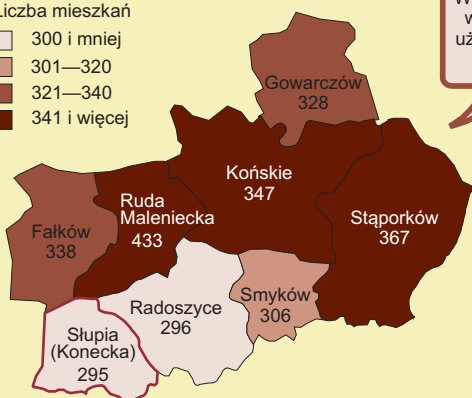 Liczba mieszkań
300 i mniej
301—320
321—340
341 i więcej
Gowarczów
328
Końskie
347
Ruda
Maleniecka
433
Stąporków
367
Fałków
338
Radoszyce
296
Smyków
306
Słupia
(Konecka)
295